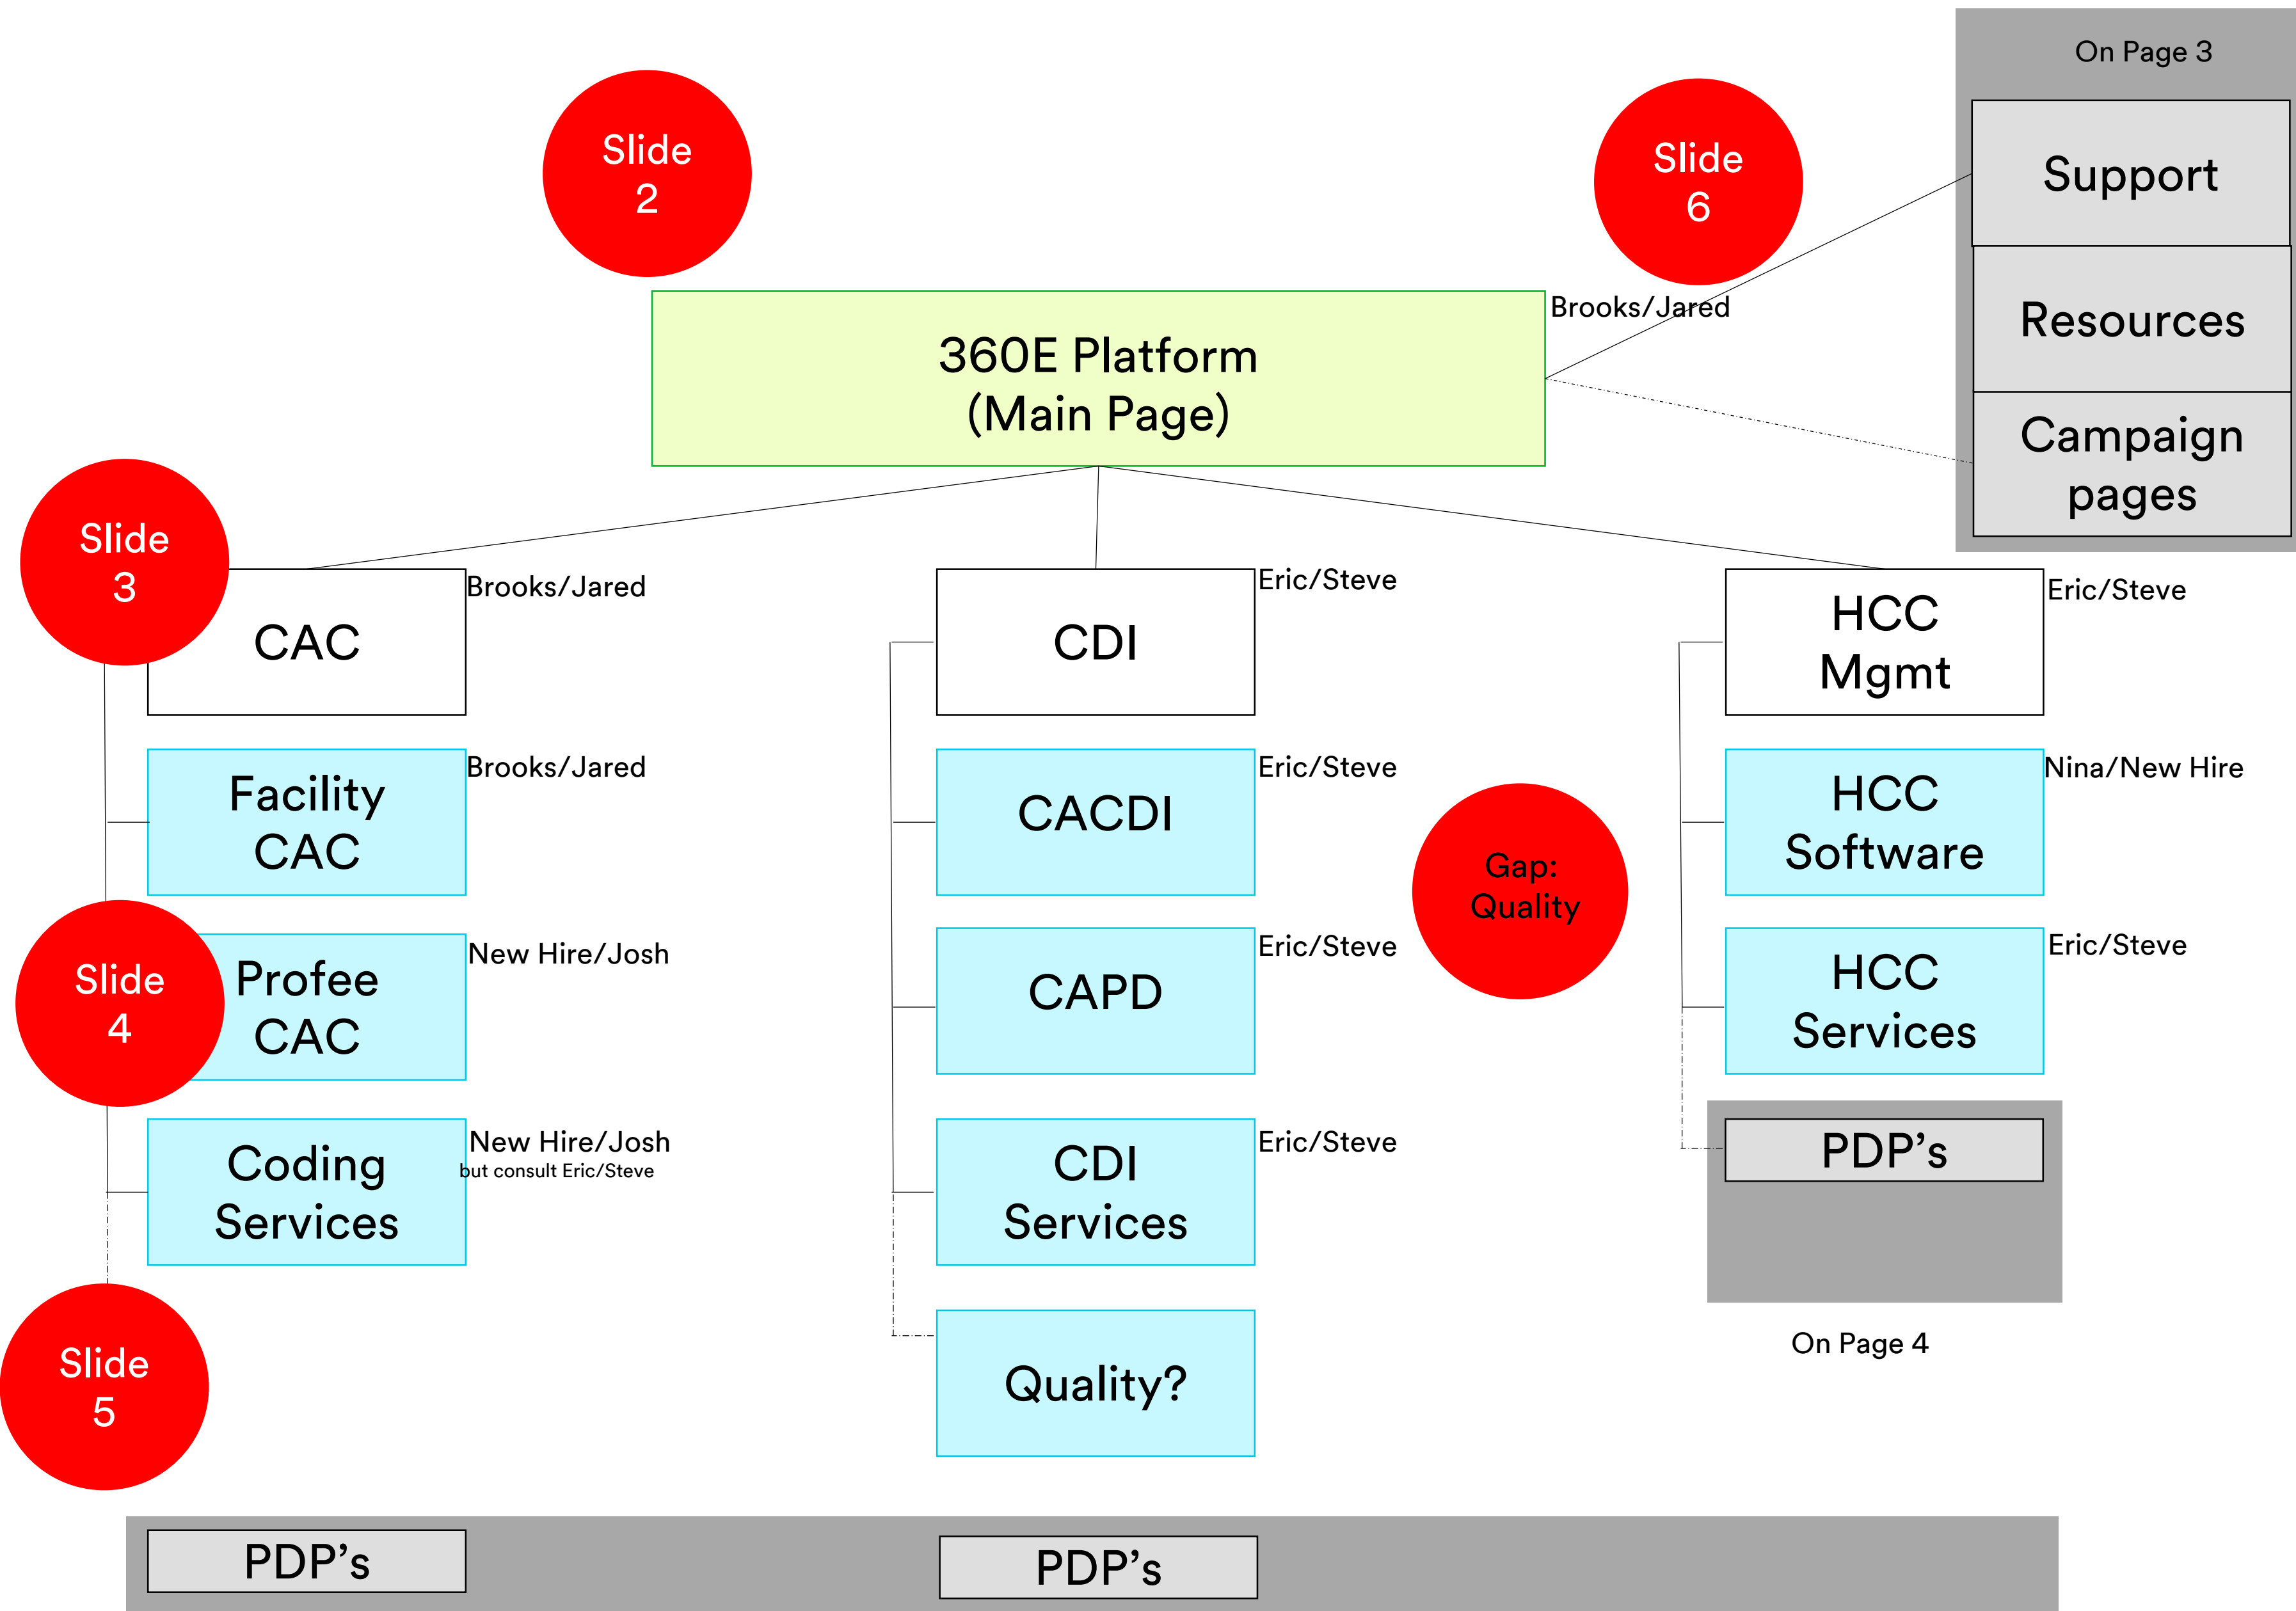 On Page 3
Slide
2
Slide
6
Support
Resources
Campaign
pages
Brooks/Jared
360E Platform
(Main Page)
Slide
3
CAC
Brooks/Jared
CDI
Eric/Steve
HCC
Mgmt
Eric/Steve
Facility
CAC
Brooks/Jared
CACDI
Eric/Steve
Gap:
Quality
HCC
Software
Nina/New Hire
Slide
4
Profee
CAC
New Hire/Josh
CAPD
Eric/Steve
HCC
Services
Eric/Steve
Coding
Services
New Hire/Josh
but consult Eric/Steve
CDI
Services
Eric/Steve
PDP’s
On Page 4
Slide
5
Quality?
PDP’s
PDP’s